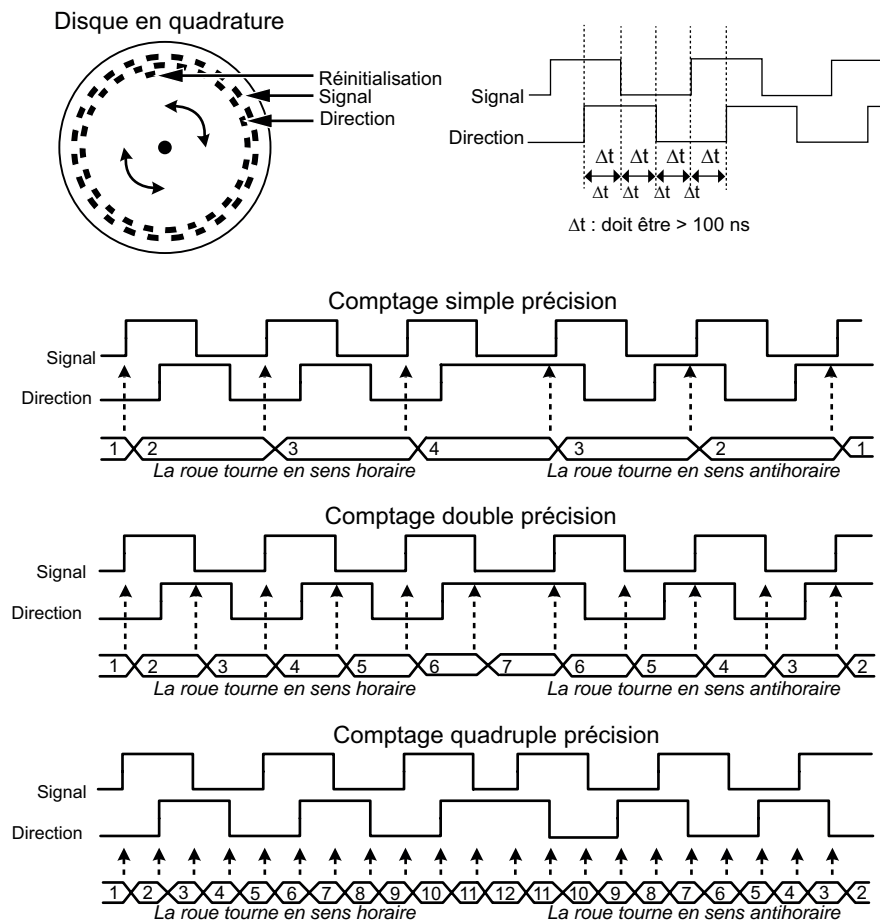 Disque en quadrature
Réinitialisation
Signal
Direction
Signal
Direction
Δt Δt Δt Δt
Δt Δt Δt Δt
Δt : doit être > 100 ns
Comptage simple précision
Signal
Direction
1 2 3 4 3 2 1
La roue tourne en sens horaire La roue tourne en sens antihoraire
Comptage double précision
Signal
Direction
1 2 3 4 5 6 7 6 5 4 3 2
La roue tourne en sens horaire La roue tourne en sens antihoraire
Comptage quadruple précision
Signal
Direction
1 2 3 4 5 6 7 8 9 10 11 12 11 10 9 8 7 6 5 4 3 2
La roue tourne en sens horaire La roue tourne en sens antihoraire